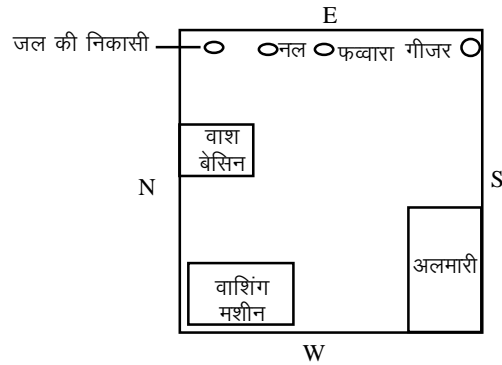 E
जल की निकासी
नल
फव्वारा
गीजर
वाश
बेसिन
N
S
अलमारी
वाशिंग
मशीन
W